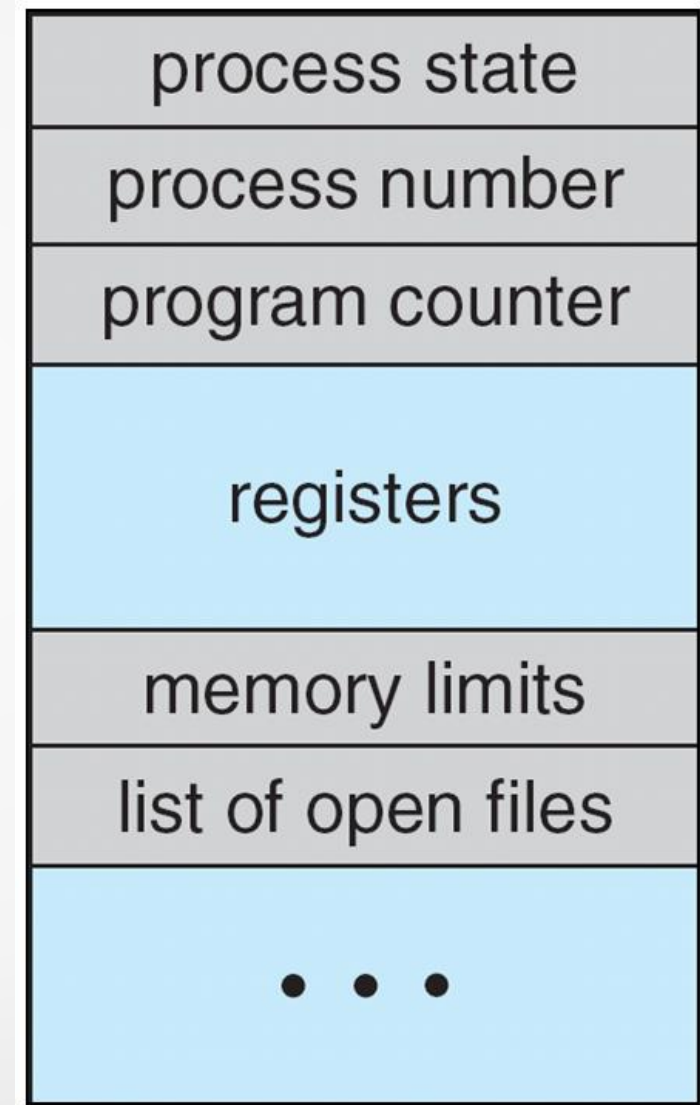 process state
process number
program counter
registers
memory limits
list of open files
• • •